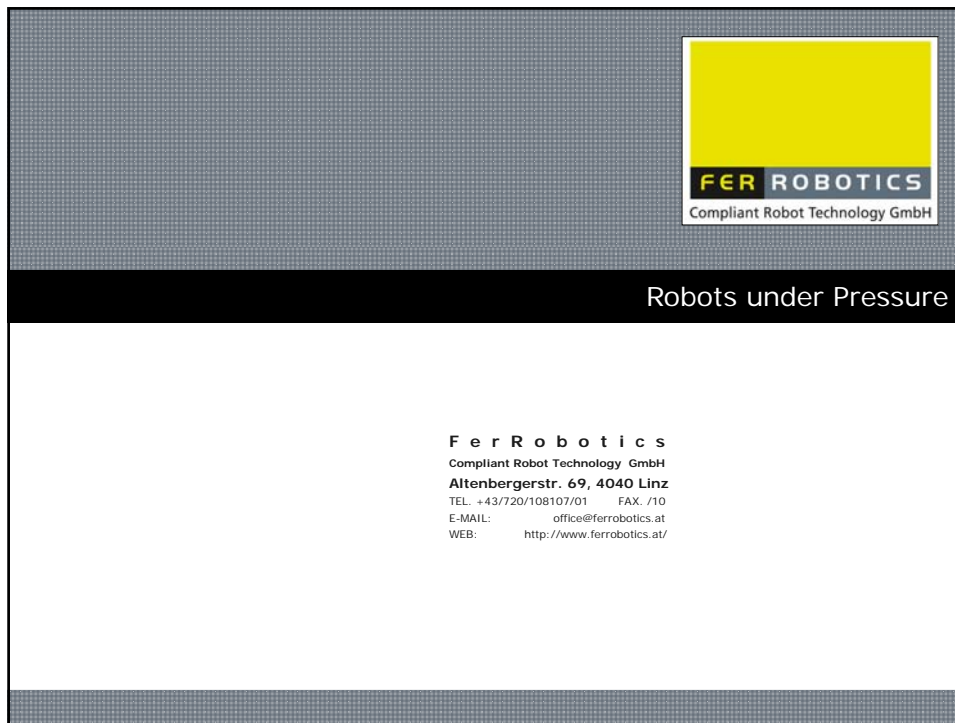 FER ROBOTICS
Compliant Robot Technology GmbH
Robots under Pressure
FerRobotics
Compliant Robot Technology GmbH
Altenbergerstr. 69, 4040 Linz
TEL. +43/720/108107/01 FAX. /10
E-MAIL: office@ferrobotics.at
WEB: http://www.ferrobotics.at/